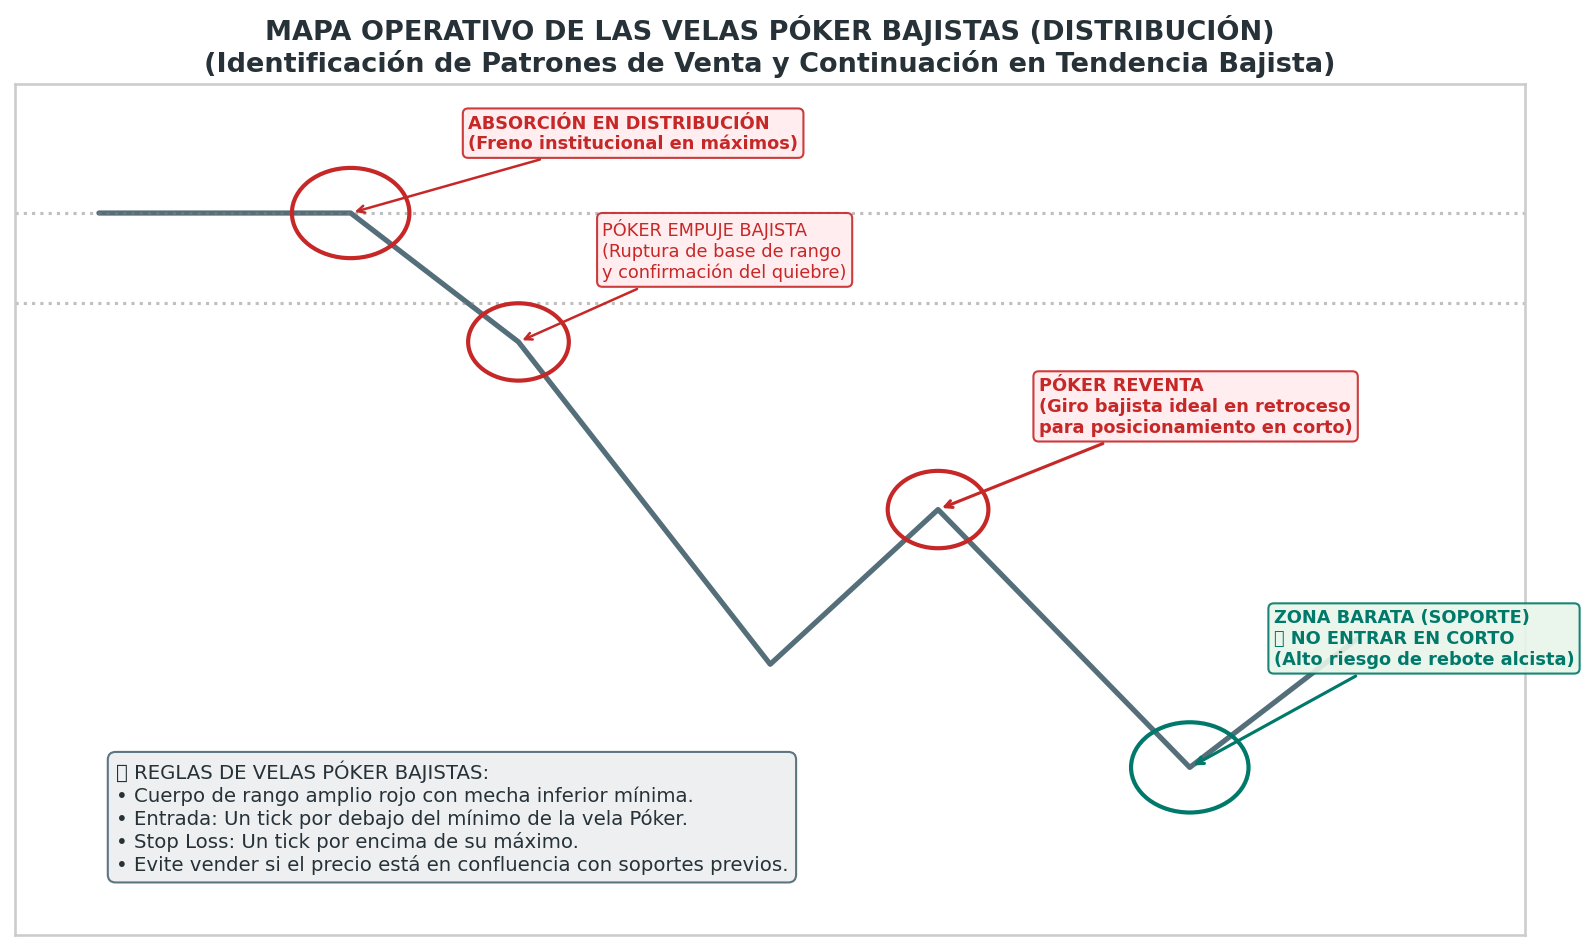 MAPA OPERATIVO DE LAS VELAS PÓKER BAJISTAS (DISTRIBUCIÓN)
(Identificación de Patrones de Venta y Continuación en Tendencia Bajista)
ABSORCIÓN EN DISTRIBUCIÓN
(Freno institucional en máximos)
PÓKER EMPUJE BAJISTA
(Ruptura de base de rango
y confirmación del quiebre)
PÓKER REVENTA
(Giro bajista ideal en retroceso
para posicionamiento en corto)
ZONA BARATA (SOPORTE)
NO ENTRAR EN CORTO
(Alto riesgo de rebote alcista)
REGLAS DE VELAS PÓKER BAJISTAS:
• Cuerpo de rango amplio rojo con mecha inferior mínima.
• Entrada: Un tick por debajo del mínimo de la vela Póker.
• Stop Loss: Un tick por encima de su máximo.
• Evite vender si el precio está en confluencia con soportes previos.